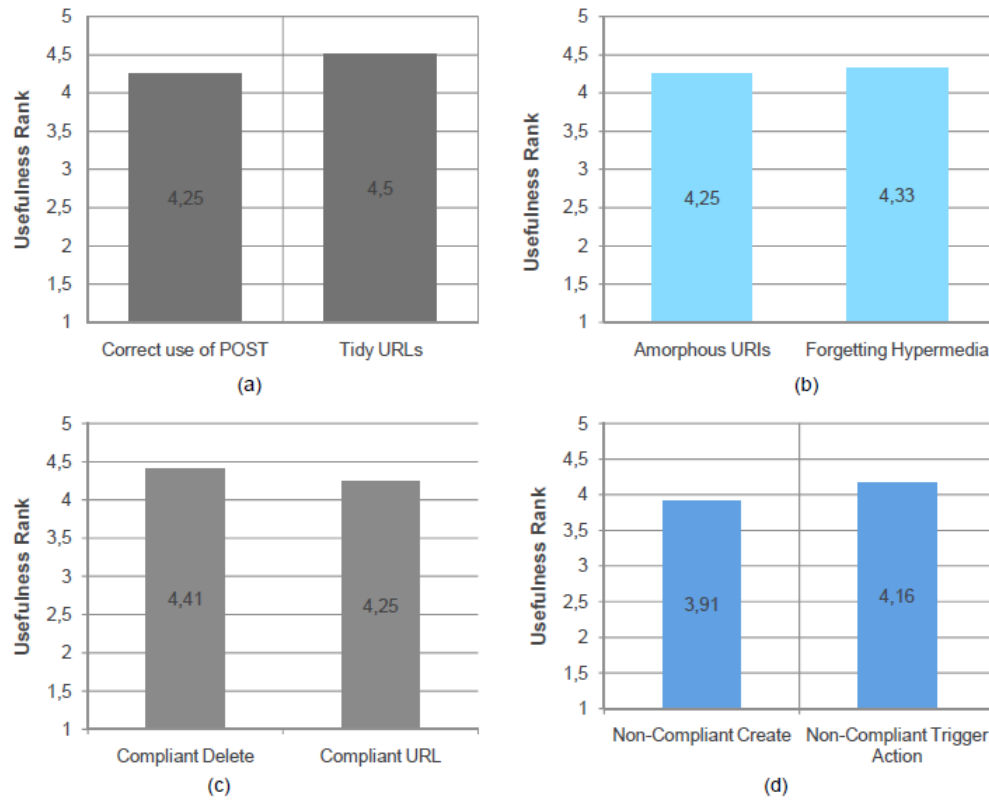 Usefulness Rank
5
4,5
4
3,5
3
2,5
2
1,5
1
4,25
4,5
Correct use of POST
Tidy URLs
(a)
Usefulness Rank
5
4,5
4
3,5
3
2,5
2
1,5
1
4,25
4,33
Amorphous URIs
Forgetting Hypermedia
(b)
Usefulness Rank
5
4,5
4
3,5
3
2,5
2
1,5
1
4,41
4,25
Compliant Delete
Compliant URL
(c)
Usefulness Rank
5
4,5
4
3,5
3
2,5
2
1,5
1
3,91
4,16
Non-Compliant Create
Non-Compliant Trigger
Action
(d)